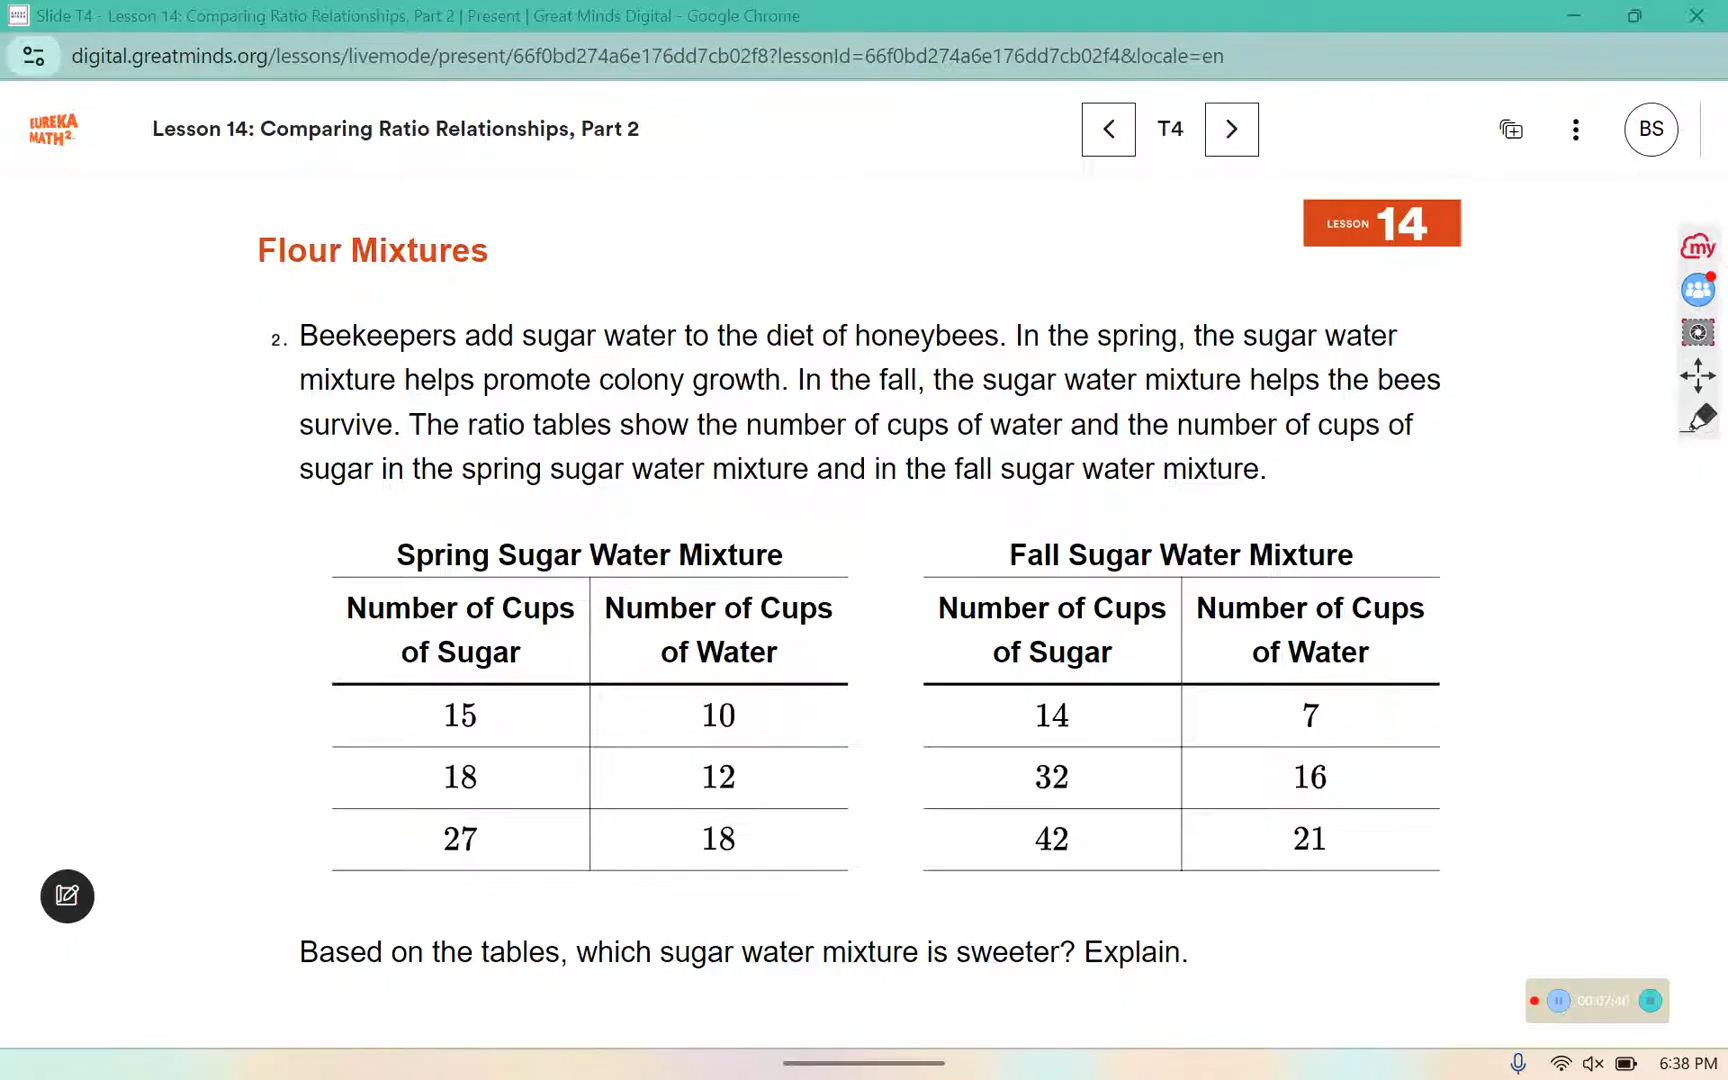 Slide T4 - Lesson 14: Comparing Ratio Relationships, Part 2 | Present | Great Minds Digital - Google Chrome
digital.greatminds.org/lessons/livemode/present/66f0bd274a6e176dd7cb02f8?lessonId=66f0bd274a6e176dd7cb02f4&locale=en
EUREKA
MATH²
Lesson 14: Comparing Ratio Relationships, Part 2
T4
BS
LESSON 14
Flour Mixtures
my
2. Beekeepers add sugar water to the diet of honeybees. In the spring, the sugar water
mixture helps promote colony growth. In the fall, the sugar water mixture helps the bees
survive. The ratio tables show the number of cups of water and the number of cups of
sugar in the spring sugar water mixture and in the fall sugar water mixture.
Spring Sugar Water Mixture
Number of Cups of Sugar Number of Cups of Water
15 10
18 12
27 18
Fall Sugar Water Mixture
Number of Cups of Sugar Number of Cups of Water
14 7
32 16
42 21
Based on the tables, which sugar water mixture is sweeter? Explain.
00:07:40
6:38 PM